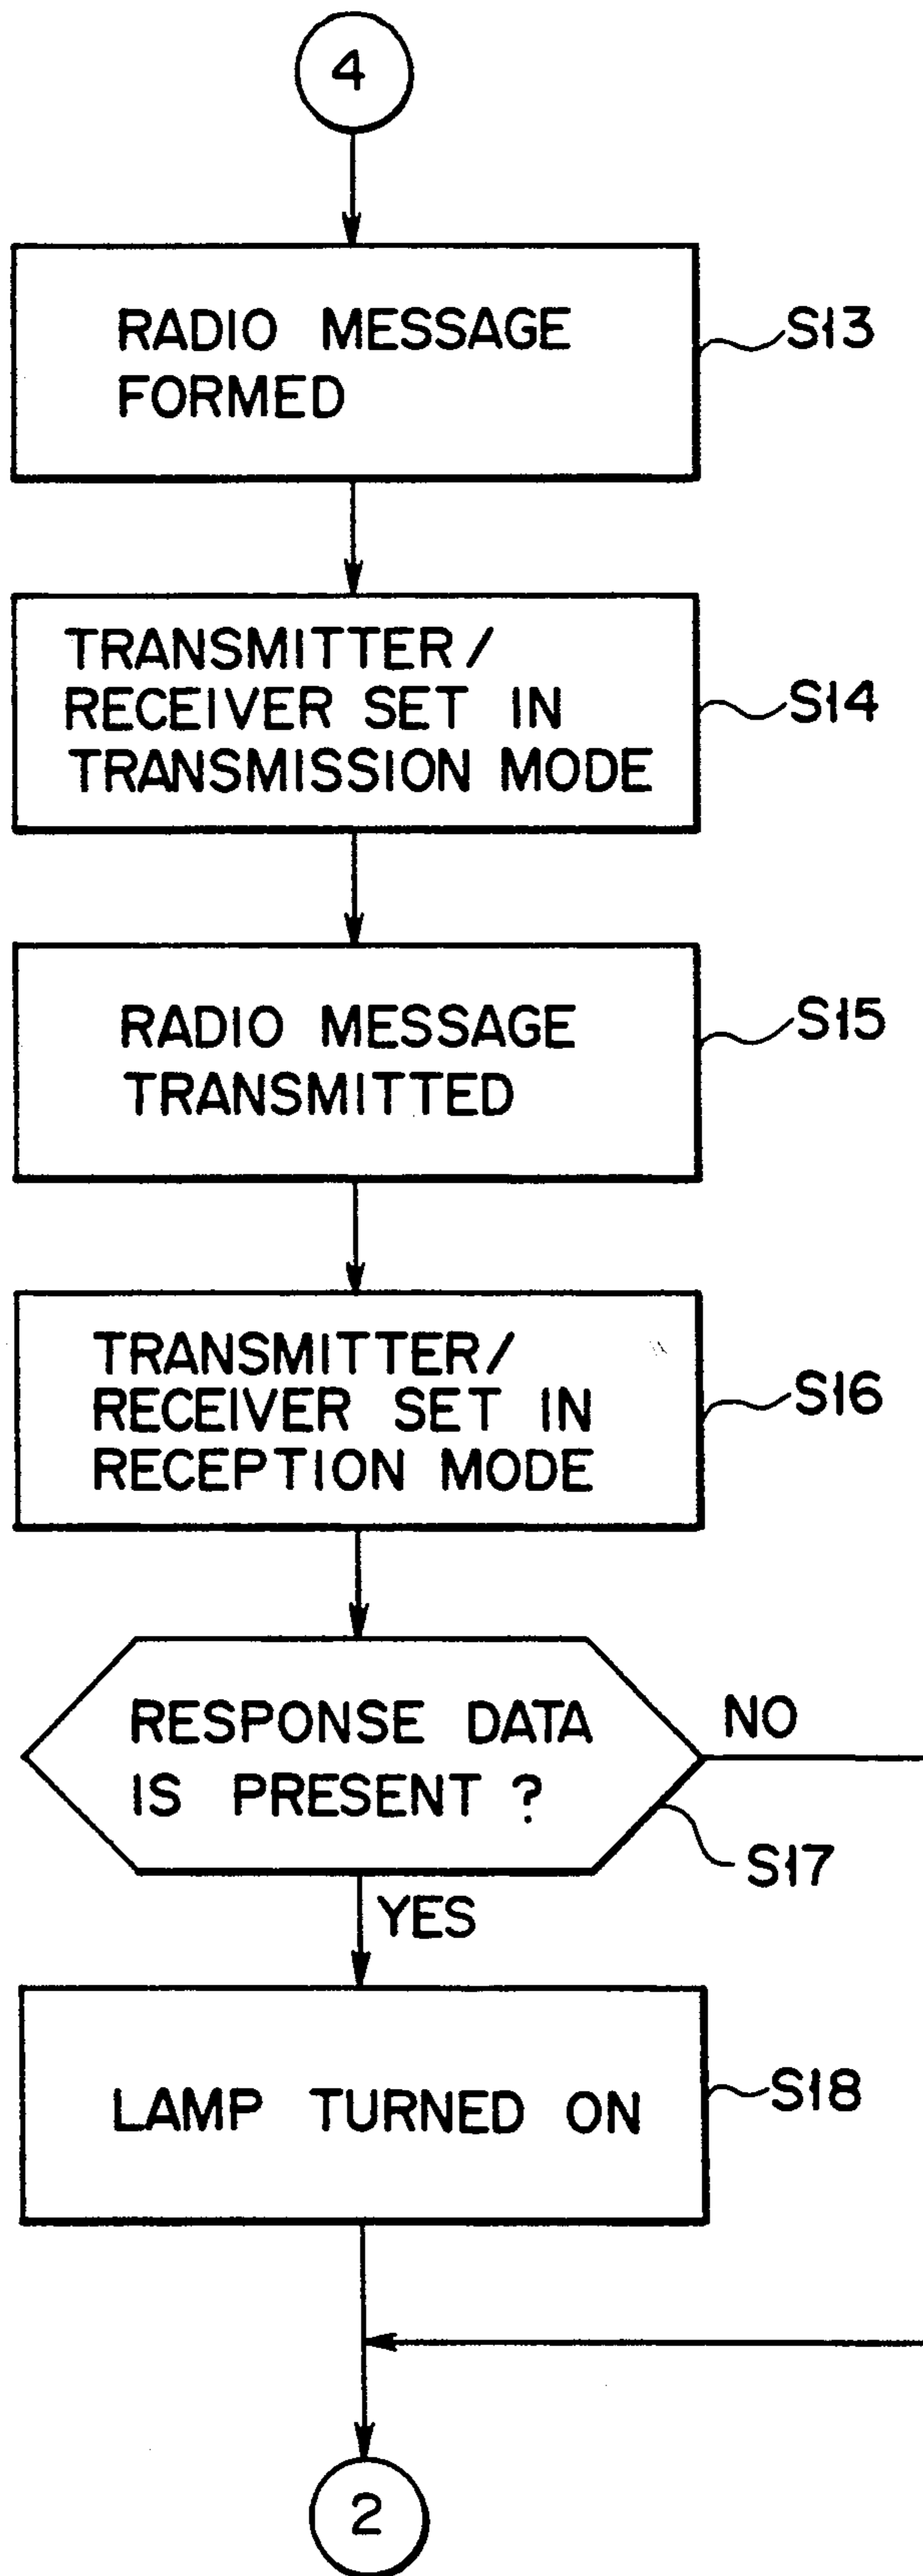 4
RADIO MESSAGE
FORMED
S13
TRANSMITTER/
RECEIVER SET IN
TRANSMISSION MODE
S14
RADIO MESSAGE
TRANSMITTED
S15
TRANSMITTER/
RECEIVER SET IN
RECEPTION MODE
S16
RESPONSE DATA
IS PRESENT ?
NO
S17
YES
LAMP TURNED ON
S18
2